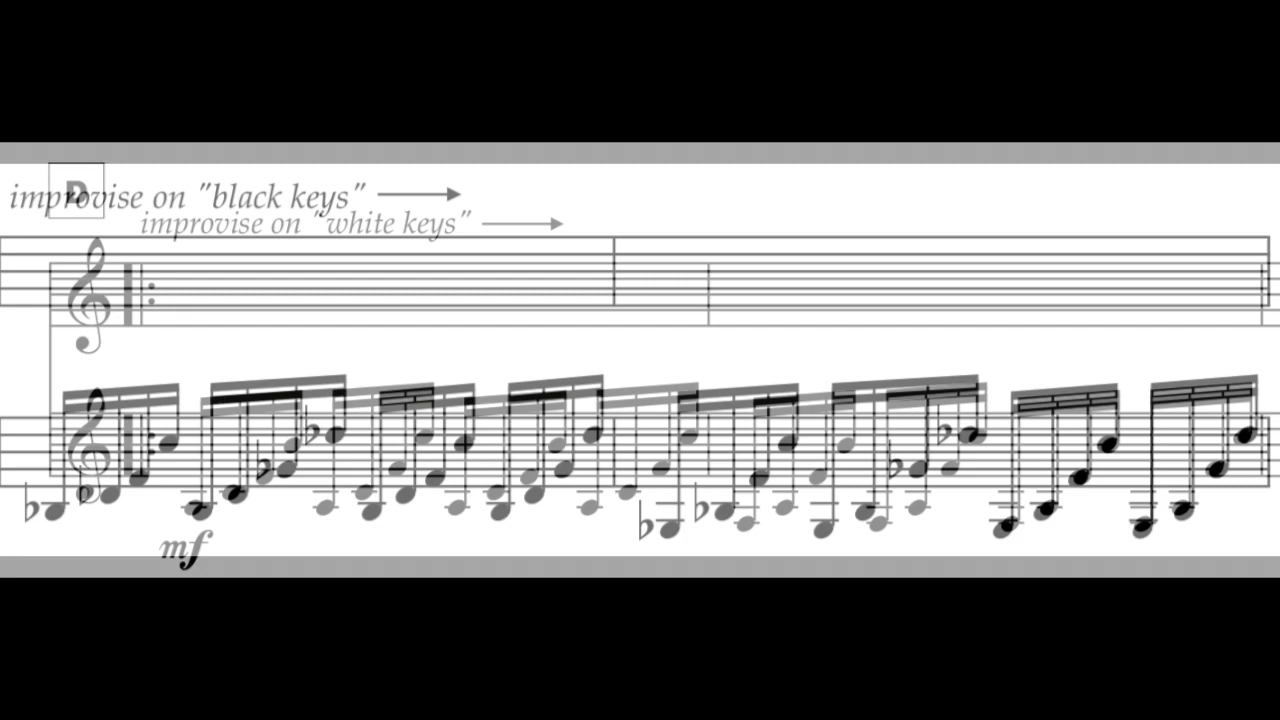 D
improvise on "black keys"
improvise on "white keys"
mf